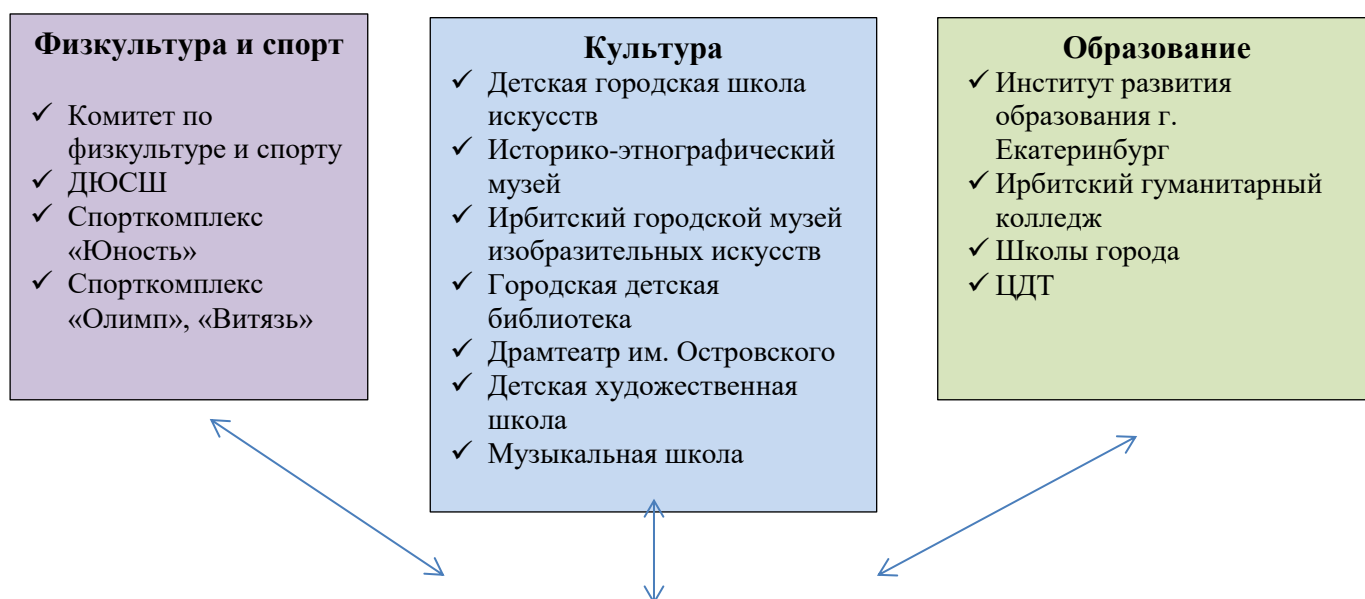 Физкультура и спорт
✓ Комитет по
физкультуре и спорту
✓ ДЮСШ
✓ Спорткомплекс
«Юность»
✓ Спорткомплекс
«Олимп», «Витязь»
Культура
✓ Детская городская школа
искусств
✓ Историко-этнографический
музей
✓ Ирбитский городской музей
изобразительных искусств
✓ Городская детская
библиотека
✓ Драмтеатр им. Островского
✓ Детская художественная
школа
✓ Музыкальная школа
Образование
✓ Институт развития
образования г.
Екатеринбург
✓ Ирбитский гуманитарный
колледж
✓ Школы города
✓ ЦДТ